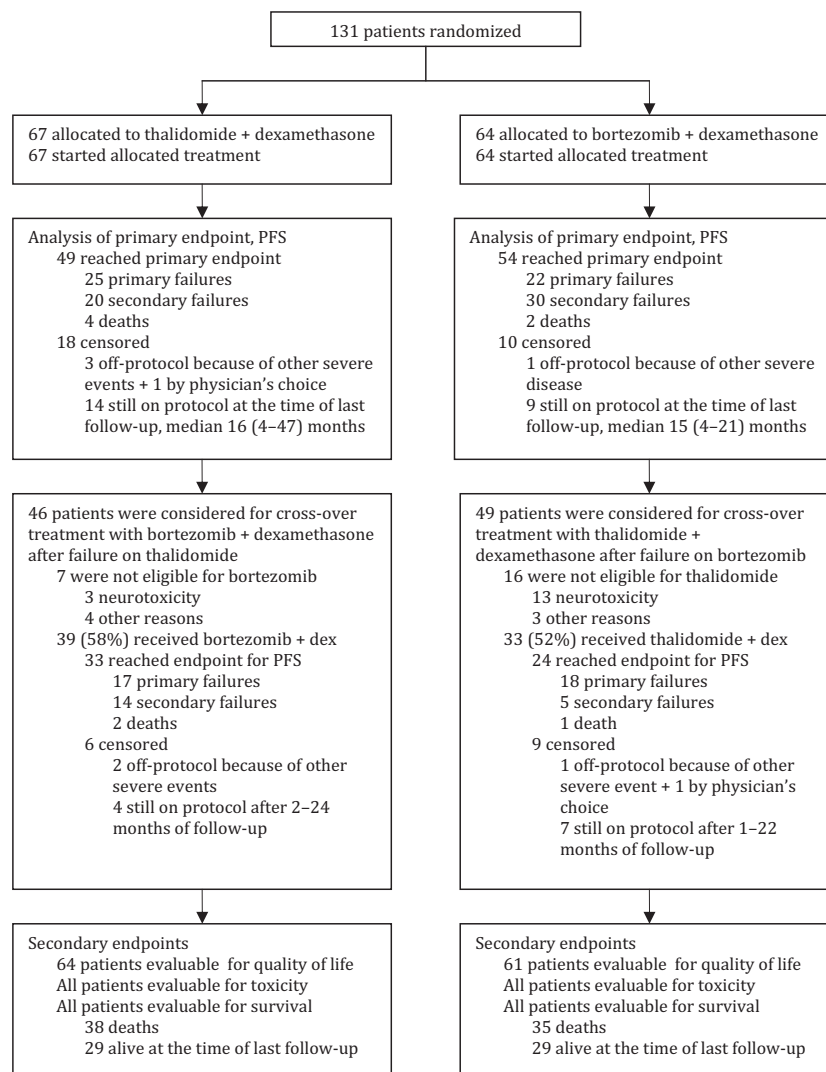 131 patients randomized
67 allocated to thalidomide + dexamethasone
67 started allocated treatment
64 allocated to bortezomib + dexamethasone
64 started allocated treatment
Analysis of primary endpoint, PFS
49 reached primary endpoint
25 primary failures
20 secondary failures
4 deaths
18 censored
3 off-protocol because of other severe
events + 1 by physician’s choice
14 still on protocol at the time of last
follow-up, median 16 (4–47) months
Analysis of primary endpoint, PFS
54 reached primary endpoint
22 primary failures
30 secondary failures
2 deaths
10 censored
1 off-protocol because of other severe
disease
9 still on protocol at the time of last
follow-up, median 15 (4–21) months
46 patients were considered for cross-over
treatment with bortezomib + dexamethasone
after failure on thalidomide
7 were not eligible for bortezomib
3 neurotoxicity
4 other reasons
39 (58%) received bortezomib + dex
33 reached endpoint for PFS
17 primary failures
14 secondary failures
2 deaths
6 censored
2 off-protocol because of other
severe events
4 still on protocol after 2–24
months of follow-up
49 patients were considered for cross-over
treatment with thalidomide +
dexamethasone after failure on bortezomib
16 were not eligible for thalidomide
13 neurotoxicity
3 other reasons
33 (52%) received thalidomide + dex
24 reached endpoint for PFS
18 primary failures
5 secondary failures
1 death
9 censored
1 off-protocol because of other
severe event + 1 by physician’s
choice
7 still on protocol after 1–22
months of follow-up
Secondary endpoints
64 patients evaluable for quality of life
All patients evaluable for toxicity
All patients evaluable for survival
38 deaths
29 alive at the time of last follow-up
Secondary endpoints
61 patients evaluable for quality of life
All patients evaluable for toxicity
All patients evaluable for survival
35 deaths
29 alive at the time of last follow-up